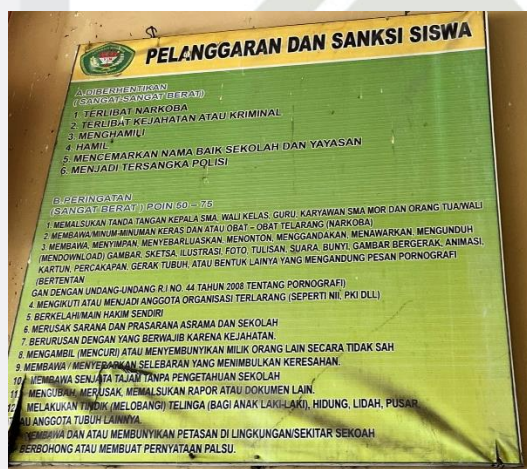 PELANGGARAN DAN SANKSI SISWA
A.DIBERHENTIKAN
(SANGAT-SANGAT BERAT)
1. TERLIBAT NARKOBA
2. TERLIBAT KEJAHATAN ATAU KRIMINAL
3. MENGHAMILI
4. HAMIL
5. MENCEMARKAN NAMA BAIK SEKOLAH DAN YAYASAN
6. MENJADI TERSANGKA POLISI
B.PERINGATAN
(SANGAT BERAT ) POIN 50 – 75
1. MEMALSUKAN TANDA TANGAN KEPALA SMA, WALI KELAS, GURU, KARYAWAN SMA MOR DAN ORANG TUA/WALI
2. MEMBAWA/MINUM-MINUMAN KERAS DAN ATAU OBAT – OBAT TELARANG (NARKOBA)
3. MEMBAWA, MENYIMPAN, MENYEBARLUASKAN, MENONTON, MENGGANDAKAN, MENAWARKAN, MENGUNDUH
(MENDOWNLOAD) GAMBAR, SKETSA, ILUSTRASI, FOTO, TULISAN, SUARA, BUNYI, GAMBAR BERGERAK, ANIMASI,
KARTUN, PERCAKAPAN, GERAK TUBUH, ATAU BENTUK LAINYA YANG MENGANDUNG PESAN PORNOGRAFI
(BERTENTAN
GAN DENGAN UNDANG-UNDANG R.I NO. 44 TAHUN 2008 TENTANG PORNOGRAFI)
4. MENGIKUTI ATAU MENJADI ANGGOTA ORGANISASI TERLARANG (SEPERTI NII, PKI DLL)
5. BERKELAHI/MAIN HAKIM SENDIRI
6. MERUSAK SARANA DAN PRASARANA ASRAMA DAN SEKOLAH
7. BERURUSAN DENGAN YANG BERWAJIB KARENA KEJAHATAN.
8. MENGAMBIL (MENCURI) ATAU MENYEMBUNYIKAN MILIK ORANG LAIN SECARA TIDAK SAH
9. MEMBAWA / MENYEBARKAN SELEBARAN YANG MENIMBULKAN KERESAHAN.
10. MEMBAWA SENJATA TAJAM TANPA PENGETAHUAN SEKOLAH
11. MENGUBAH, MERUSAK, MEMALSUKAN RAPOR ATAU DOKUMEN LAIN.
MELAKUKAN TINDIK (MELOBANGI) TELINGA (BAGI ANAK LAKI-LAKI), HIDUNG, LIDAH, PUSAR
AU ANGGOTA TUBUH LAINNYA.
MEMBAWA DAN ATAU MEMBUNYIKAN PETASAN DI LINGKUNGAN/SEKITAR SEKOAH
BERBOHONG ATAU MEMBUAT PERNYATAAN PALSU.